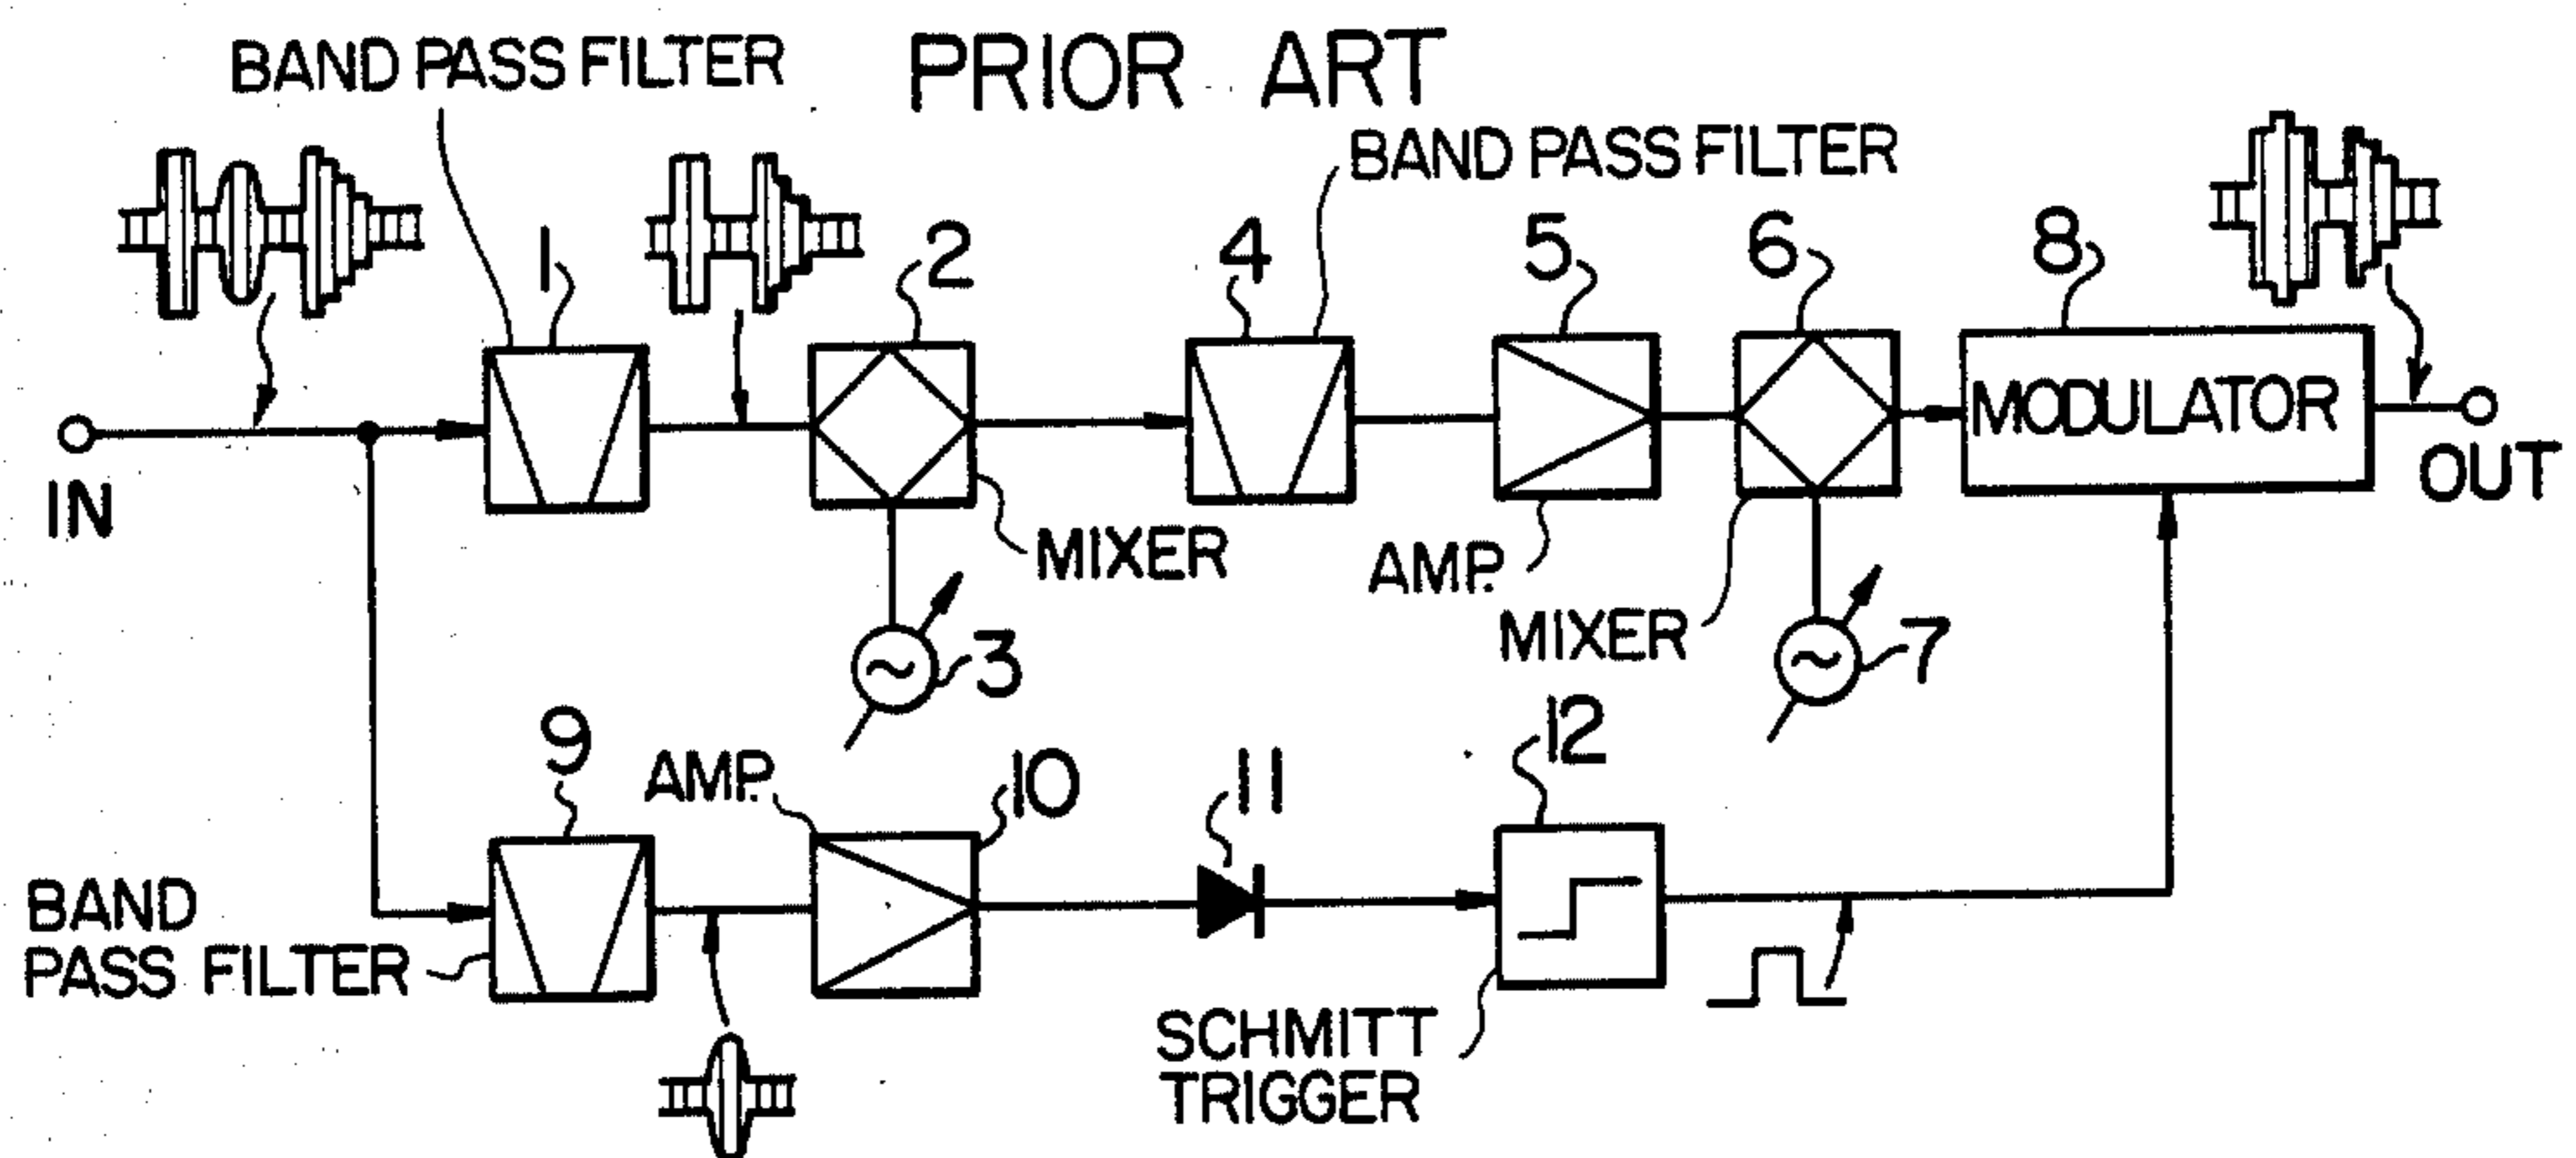 PRIOR ART
BAND PASS FILTER
BAND PASS FILTER
1
2
4
5
6
8
MODULATOR
IN
OUT
MIXER
AMP.
MIXER
3
7
9
AMP.
10
11
12
BAND
PASS FILTER
SCHMITT
TRIGGER